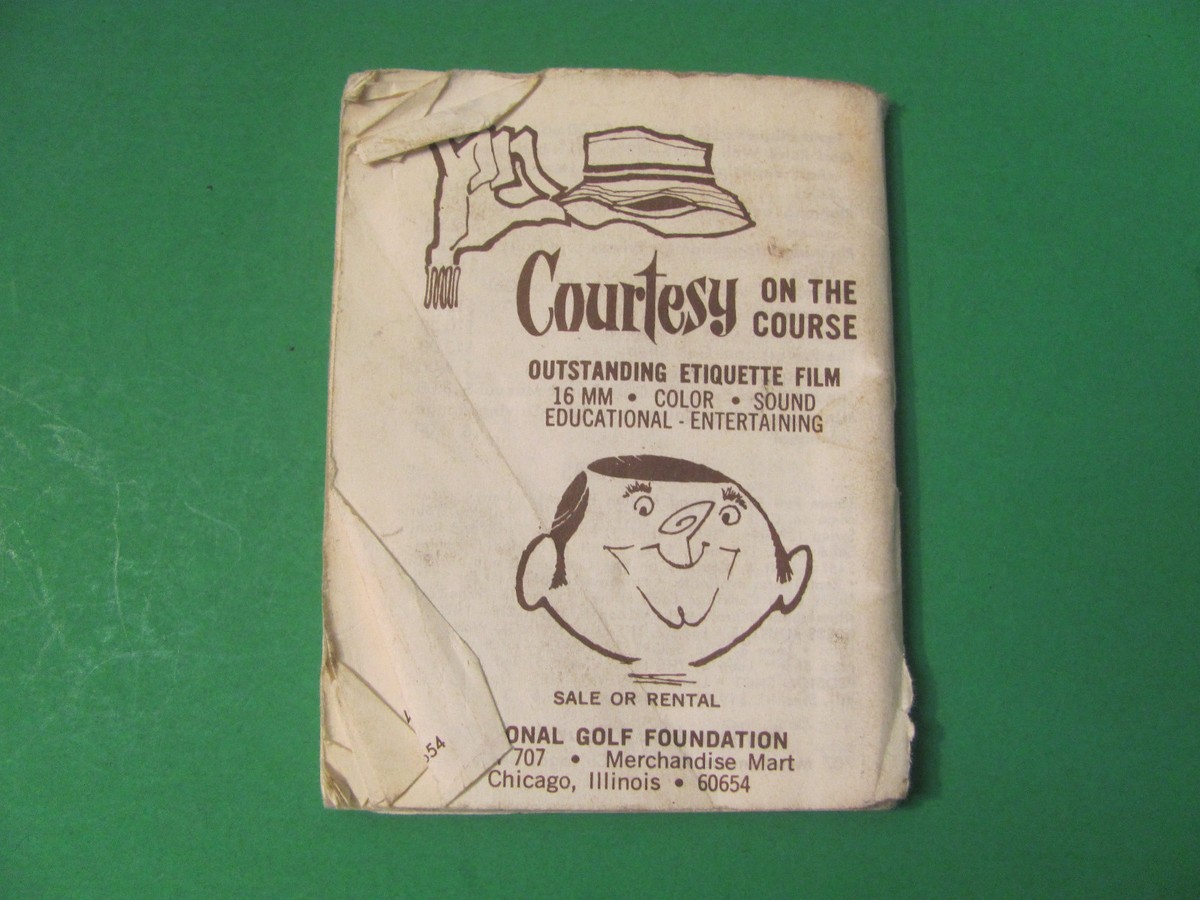 Courtesy ON THE
COURSE
OUTSTANDING ETIQUETTE FILM
16 MM • COLOR • SOUND
EDUCATIONAL - ENTERTAINING
SALE OR RENTAL
ONAL GOLF FOUNDATION
707 • Merchandise Mart
Chicago, Illinois • 60654
54